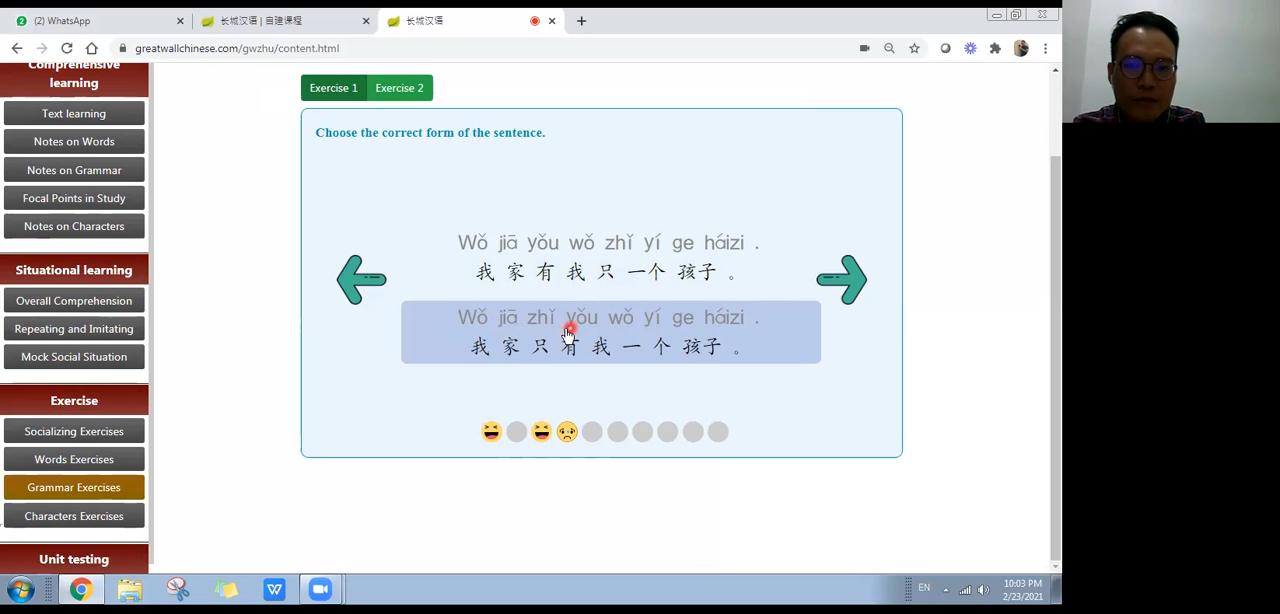 (2) WhatsApp
长城汉语 | 自建课程
长城汉语
greatwallchinese.com/gwzhu/content.html
Comprehensive
learning
Text learning
Notes on Words
Notes on Grammar
Focal Points in Study
Notes on Characters
Situational learning
Overall Comprehension
Repeating and Imitating
Mock Social Situation
Exercise
Socializing Exercises
Words Exercises
Grammar Exercises
Characters Exercises
Unit testing
Exercise 1
Exercise 2
Choose the correct form of the sentence.
Wǒ jiā yǒu wǒ zhǐ yí ge háizi .
我 家 有 我 只 一个 孩子 。
Wǒ jiā zhǐ yǒu wǒ yí ge háizi .
我 家 只 有 我 一 个 孩子 。
EN
10:03 PM
2/23/2021